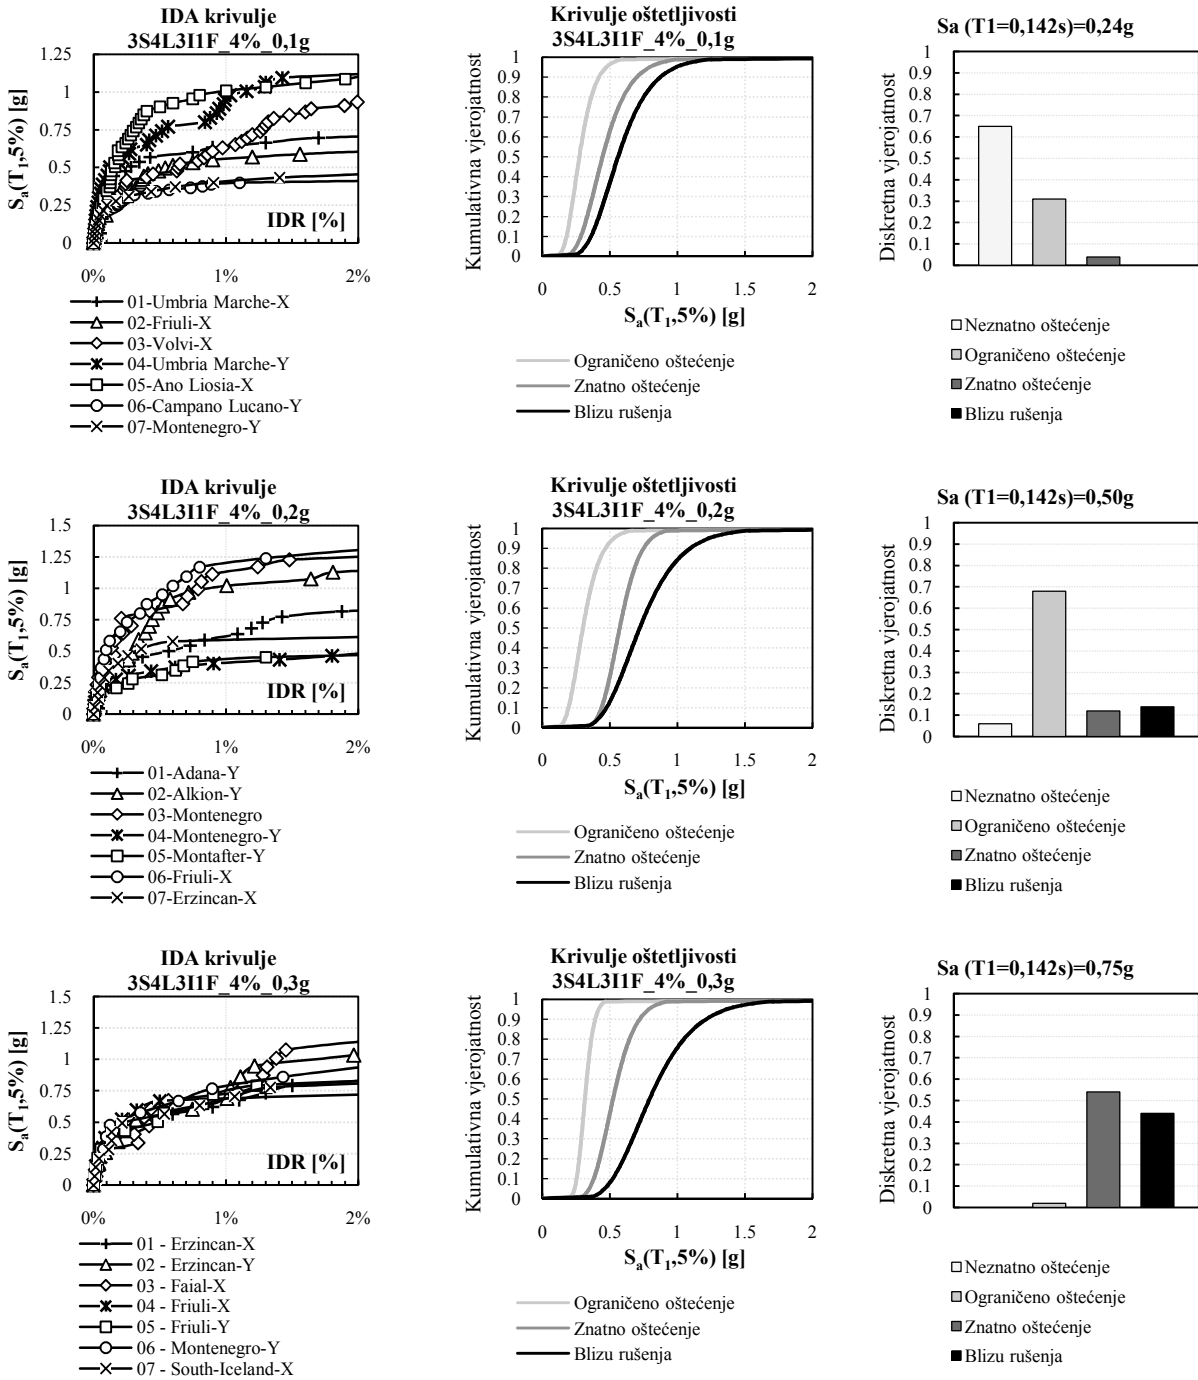 IDA krivulje
3S4L3I1F_4%_0,1g
1.25
1
0.75
0.5
0.25
0
Sa(T1,5%) [g]
IDR [%]
0% 1% 2%
01-Umbria Marche-X
02-Friuli-X
03-Volvi-X
04-Umbria Marche-Y
05-Ano Liosia-X
06-Campano Lucano-Y
07-Montenegro-Y
Krivulje oštetljivosti
3S4L3I1F_4%_0,1g
1
0.9
0.8
0.7
0.6
0.5
0.4
0.3
0.2
0.1
0
Kumulativna vjerojatnost
0 0.5 1 1.5 2
Sa(T1,5%) [g]
Ograničeno oštećenje
Znatno oštećenje
Blizu rušenja
Sa (T1=0,142s)=0,24g
1
0.9
0.8
0.7
0.6
0.5
0.4
0.3
0.2
0.1
0
Diskretna vjerojatnost
Neznatno oštećenje
Ograničeno oštećenje
Znatno oštećenje
Blizu rušenja
IDA krivulje
3S4L3I1F_4%_0,2g
1.5
1.25
1
0.75
0.5
0.25
0
Sa(T1,5%) [g]
IDR [%]
0% 1% 2%
01-Adana-Y
02-Alkion-Y
03-Montenegro
04-Montenegro-Y
05-Montafter-Y
06-Friuli-X
07-Erzincan-X
Krivulje oštetljivosti
3S4L3I1F_4%_0,2g
1
0.9
0.8
0.7
0.6
0.5
0.4
0.3
0.2
0.1
0
Kumulativna vjerojatnost
0 0.5 1 1.5 2
Sa(T1,5%) [g]
Ograničeno oštećenje
Znatno oštećenje
Blizu rušenja
Sa (T1=0,142s)=0,50g
1
0.9
0.8
0.7
0.6
0.5
0.4
0.3
0.2
0.1
0
Diskretna vjerojatnost
Neznatno oštećenje
Ograničeno oštećenje
Znatno oštećenje
Blizu rušenja
IDA krivulje
3S4L3I1F_4%_0,3g
1.5
1.25
1
0.75
0.5
0.25
0
Sa(T1,5%) [g]
IDR [%]
0% 1% 2%
01 - Erzincan-X
02 - Erzincan-Y
03 - Faial-X
04 - Friuli-X
05 - Friuli-Y
06 - Montenegro-Y
07 - South-Iceland-X
Krivulje oštetljivosti
3S4L3I1F_4%_0,3g
1
0.9
0.8
0.7
0.6
0.5
0.4
0.3
0.2
0.1
0
Kumulativna vjerojatnost
0 0.5 1 1.5 2
Sa(T1,5%) [g]
Ograničeno oštećenje
Znatno oštećenje
Blizu rušenja
Sa (T1=0,142s)=0,75g
1
0.9
0.8
0.7
0.6
0.5
0.4
0.3
0.2
0.1
0
Diskretna vjerojatnost
Neznatno oštećenje
Ograničeno oštećenje
Znatno oštećenje
Blizu rušenja